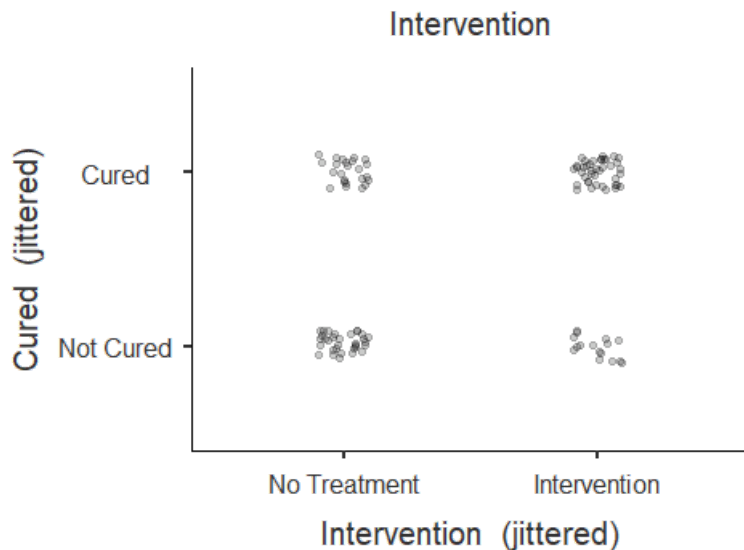 Intervention
Cured (jittered)
Cured
Not Cured
No Treatment
Intervention
Intervention (jittered)